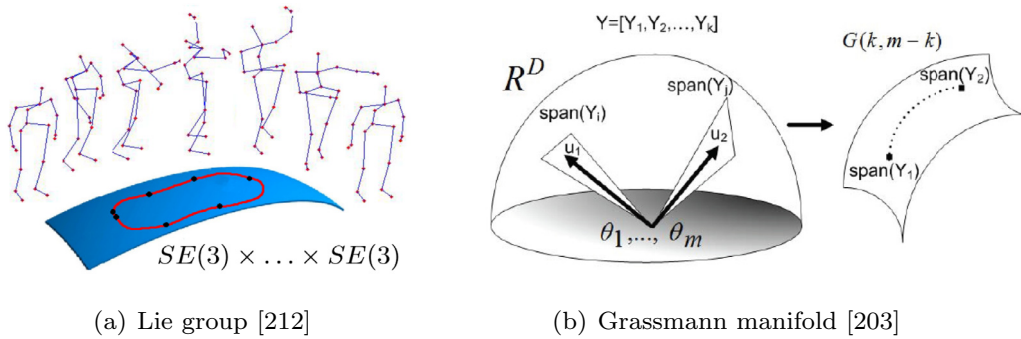 SE(3) × ... × SE(3)
(a) Lie group [212]
Y=[Y₁,Y₂,...,Yₖ]
R^D
span(Yᵢ)
span(Yⱼ)
u₁
u₂
θ₁,..., θₘ
G(k, m − k)
span(Y₂)
span(Y₁)
(b) Grassmann manifold [203]